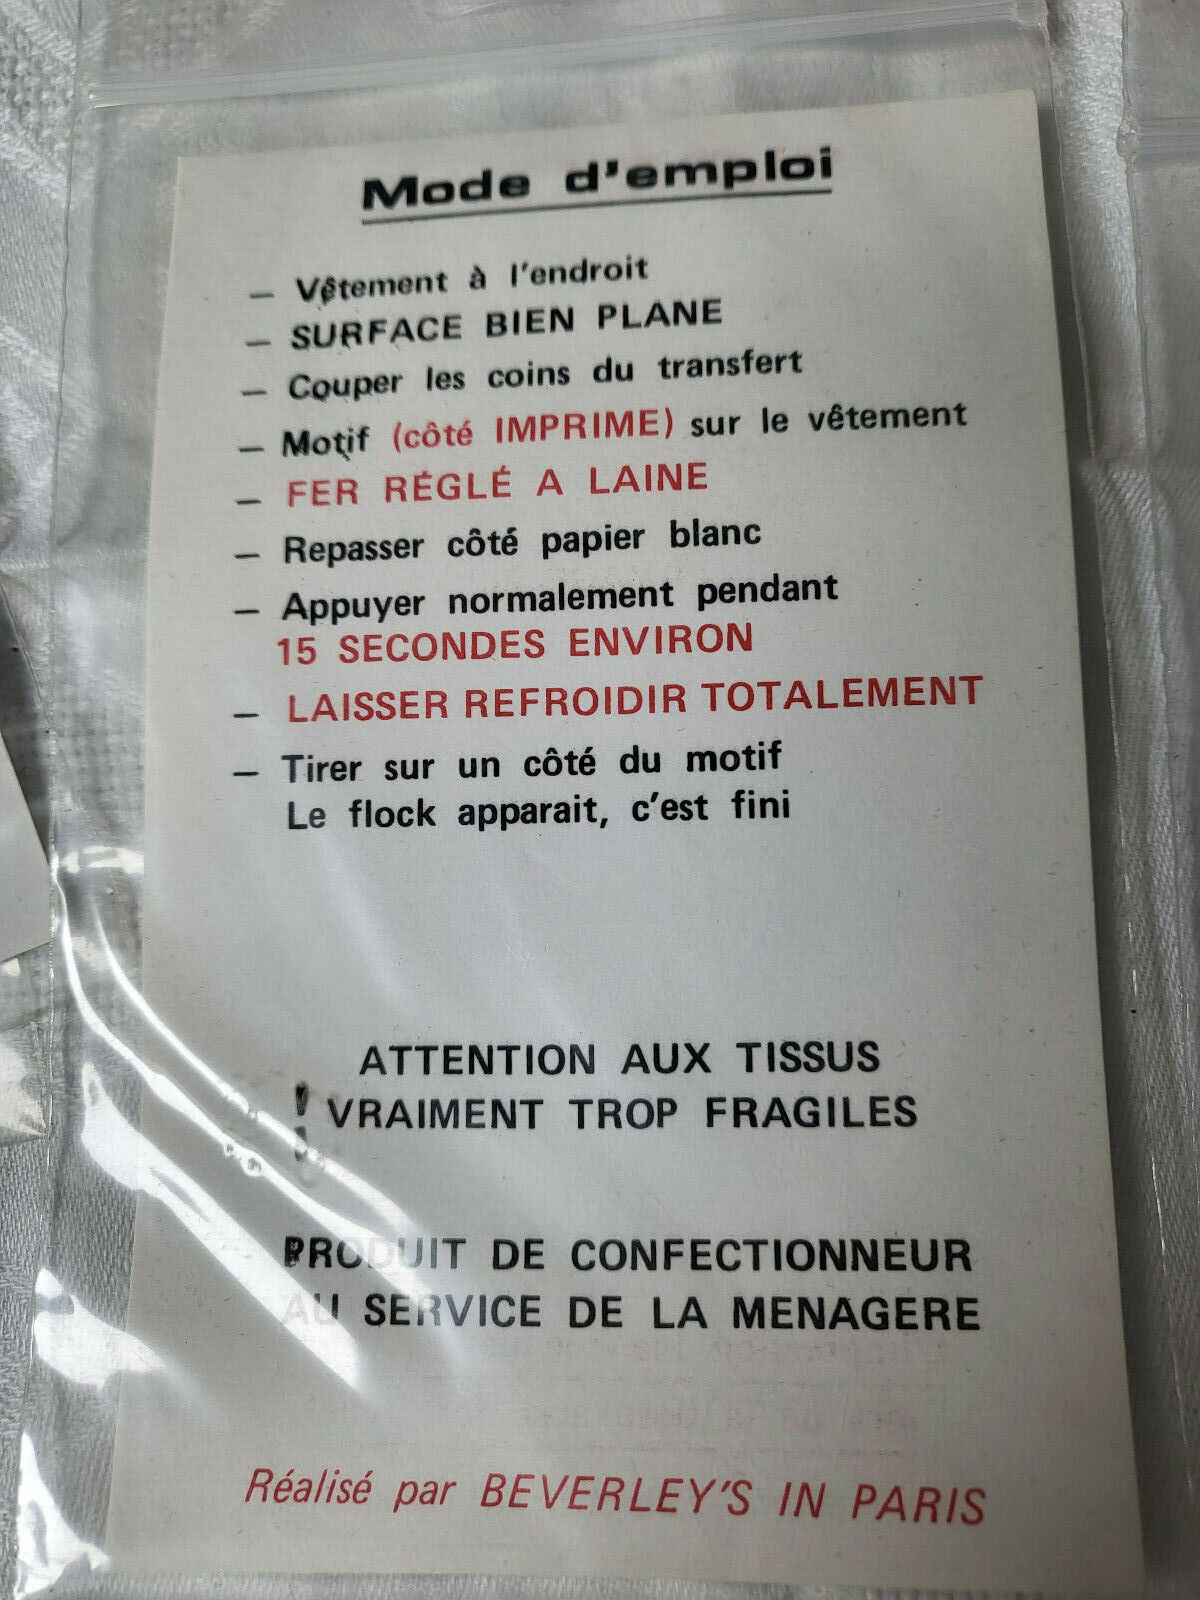 Mode d'emploi
— Vêtement à l'endroit
— SURFACE BIEN PLANE
— Couper les coins du transfert
— Motif (côté IMPRIME) sur le vêtement
— FER RÉGLÉ A LAINE
— Repasser côté papier blanc
— Appuyer normalement pendant
15 SECONDES ENVIRON
— LAISSER REFROIDIR TOTALEMENT
— Tirer sur un côté du motif
Le flock apparait, c'est fini
ATTENTION AUX TISSUS
! VRAIMENT TROP FRAGILES
PRODUIT DE CONFECTIONNEUR
AU SERVICE DE LA MENAGERE
Réalisé par BEVERLEY'S IN PARIS